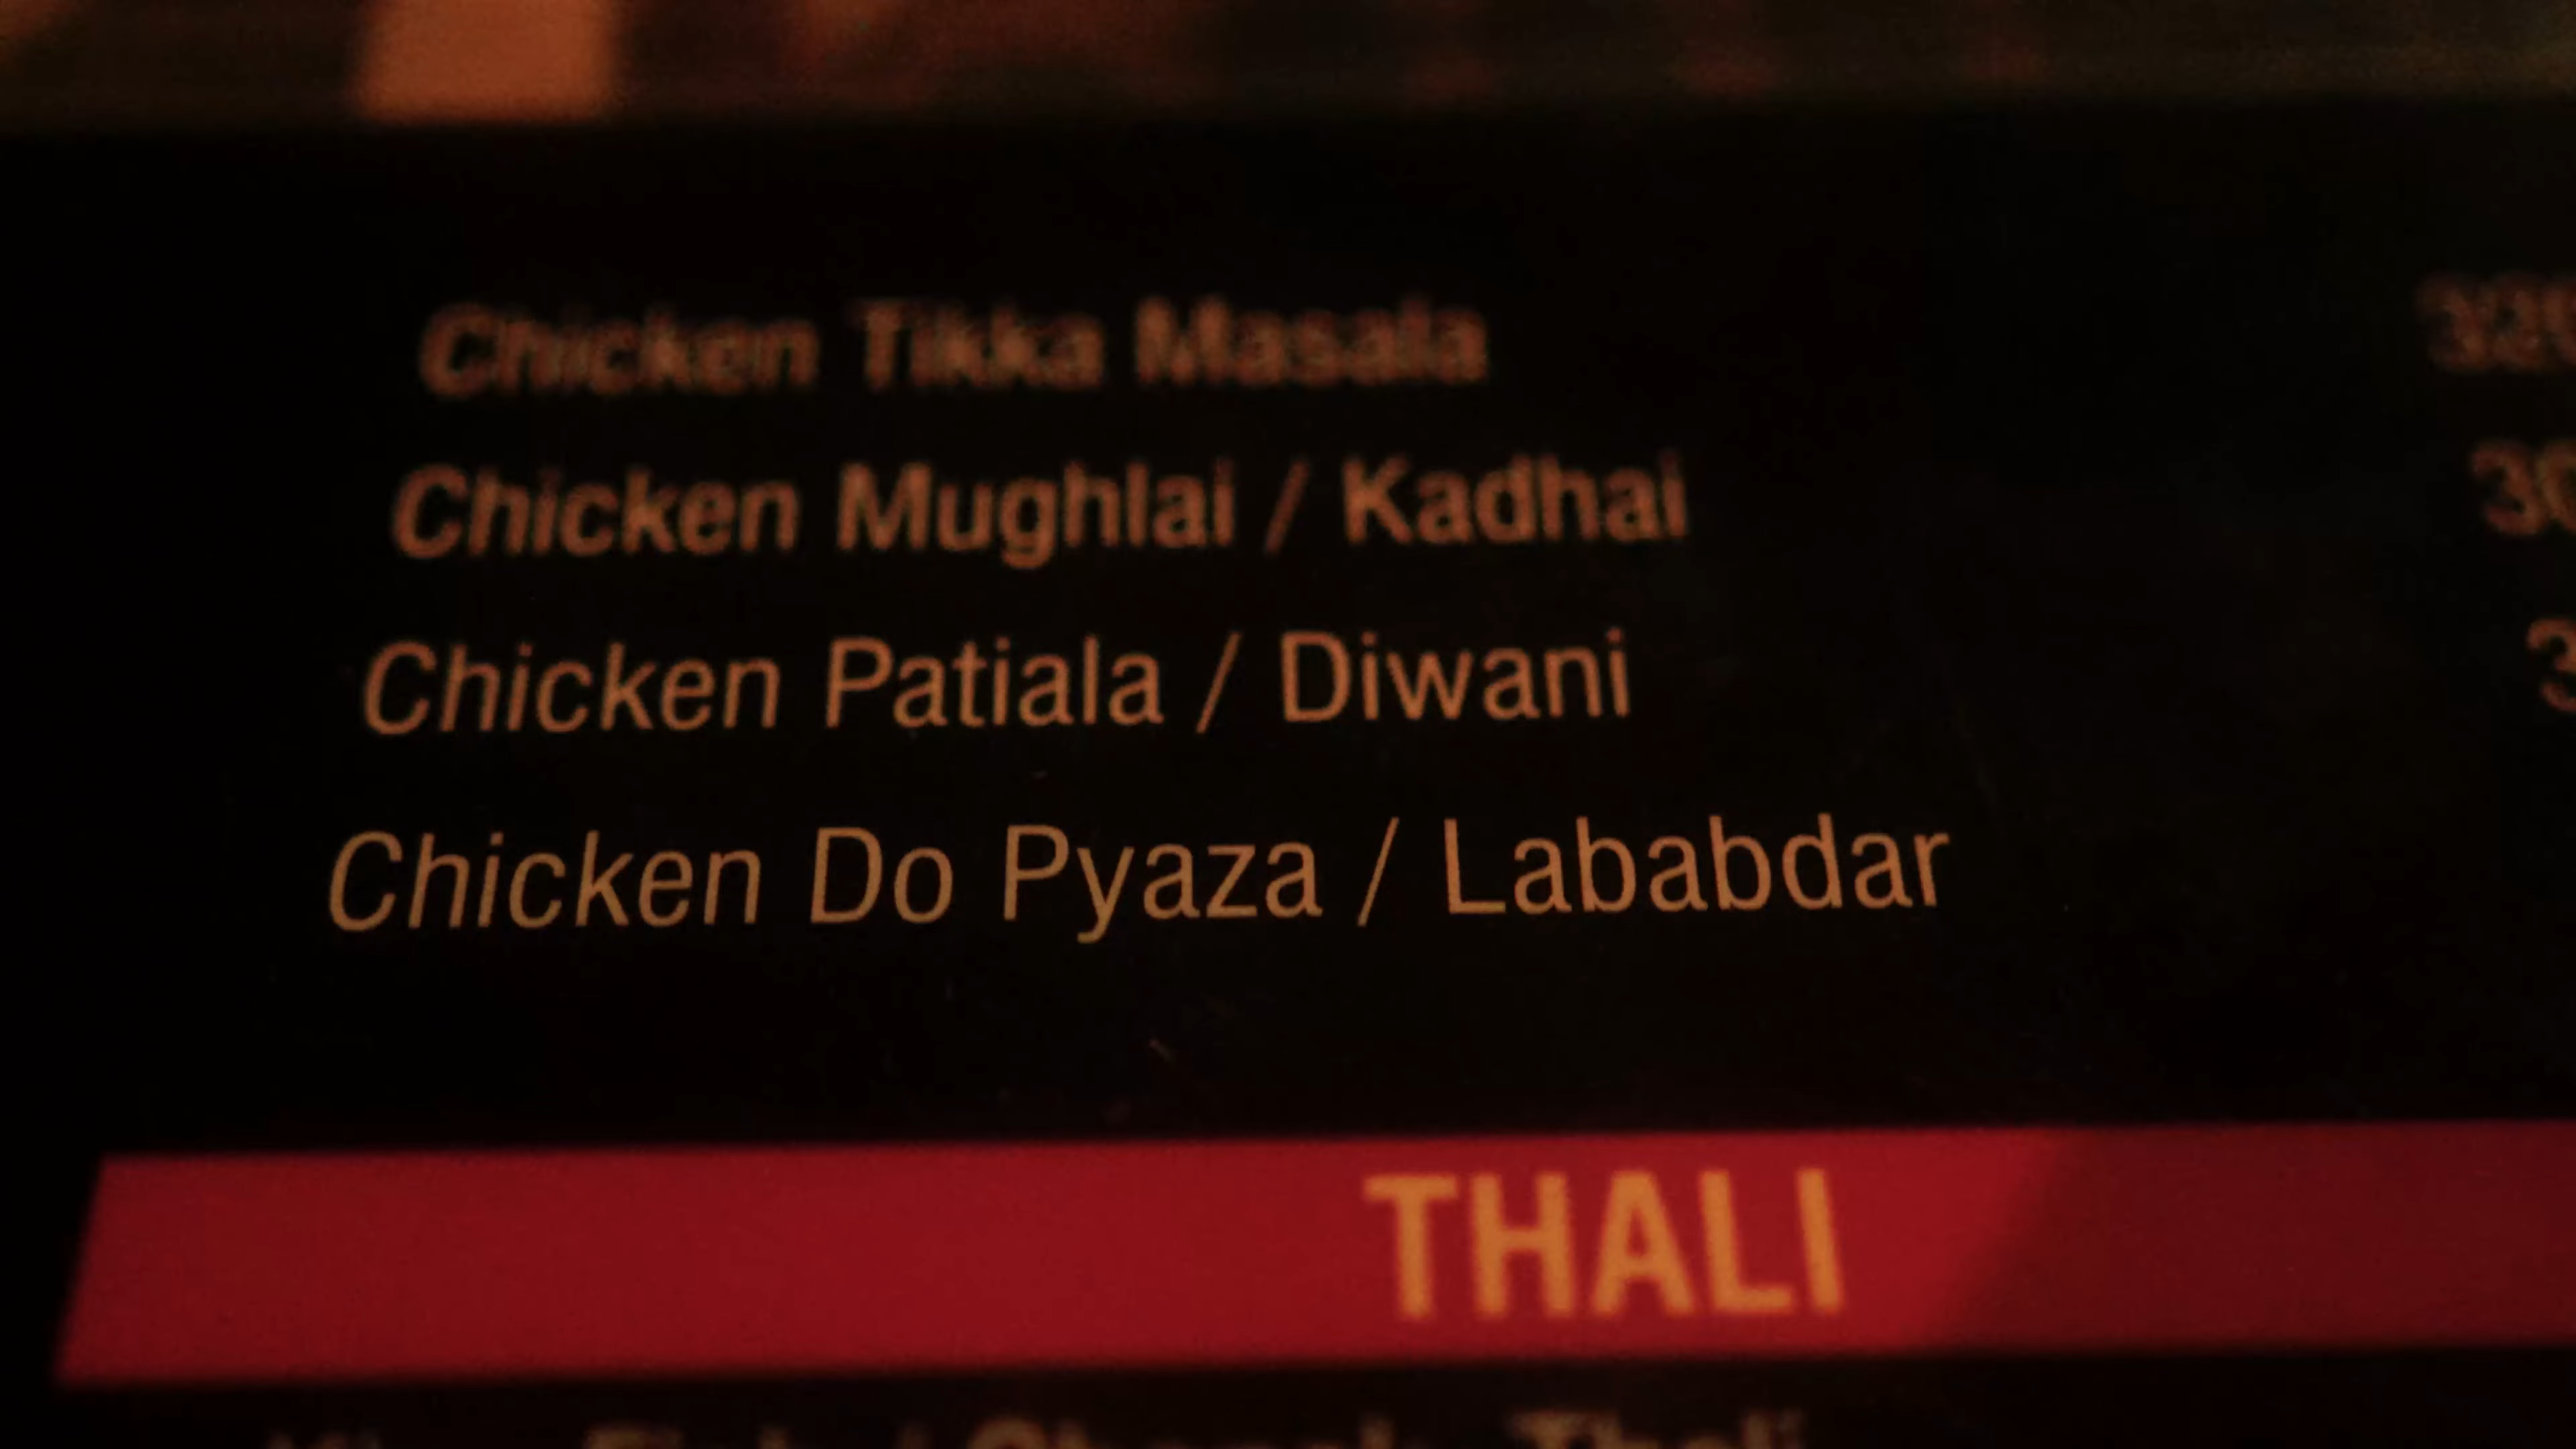 Chicken Tikka Masala
Chicken Mughlai / Kadhai
Chicken Patiala / Diwani
Chicken Do Pyaza / Lababdar
THALI